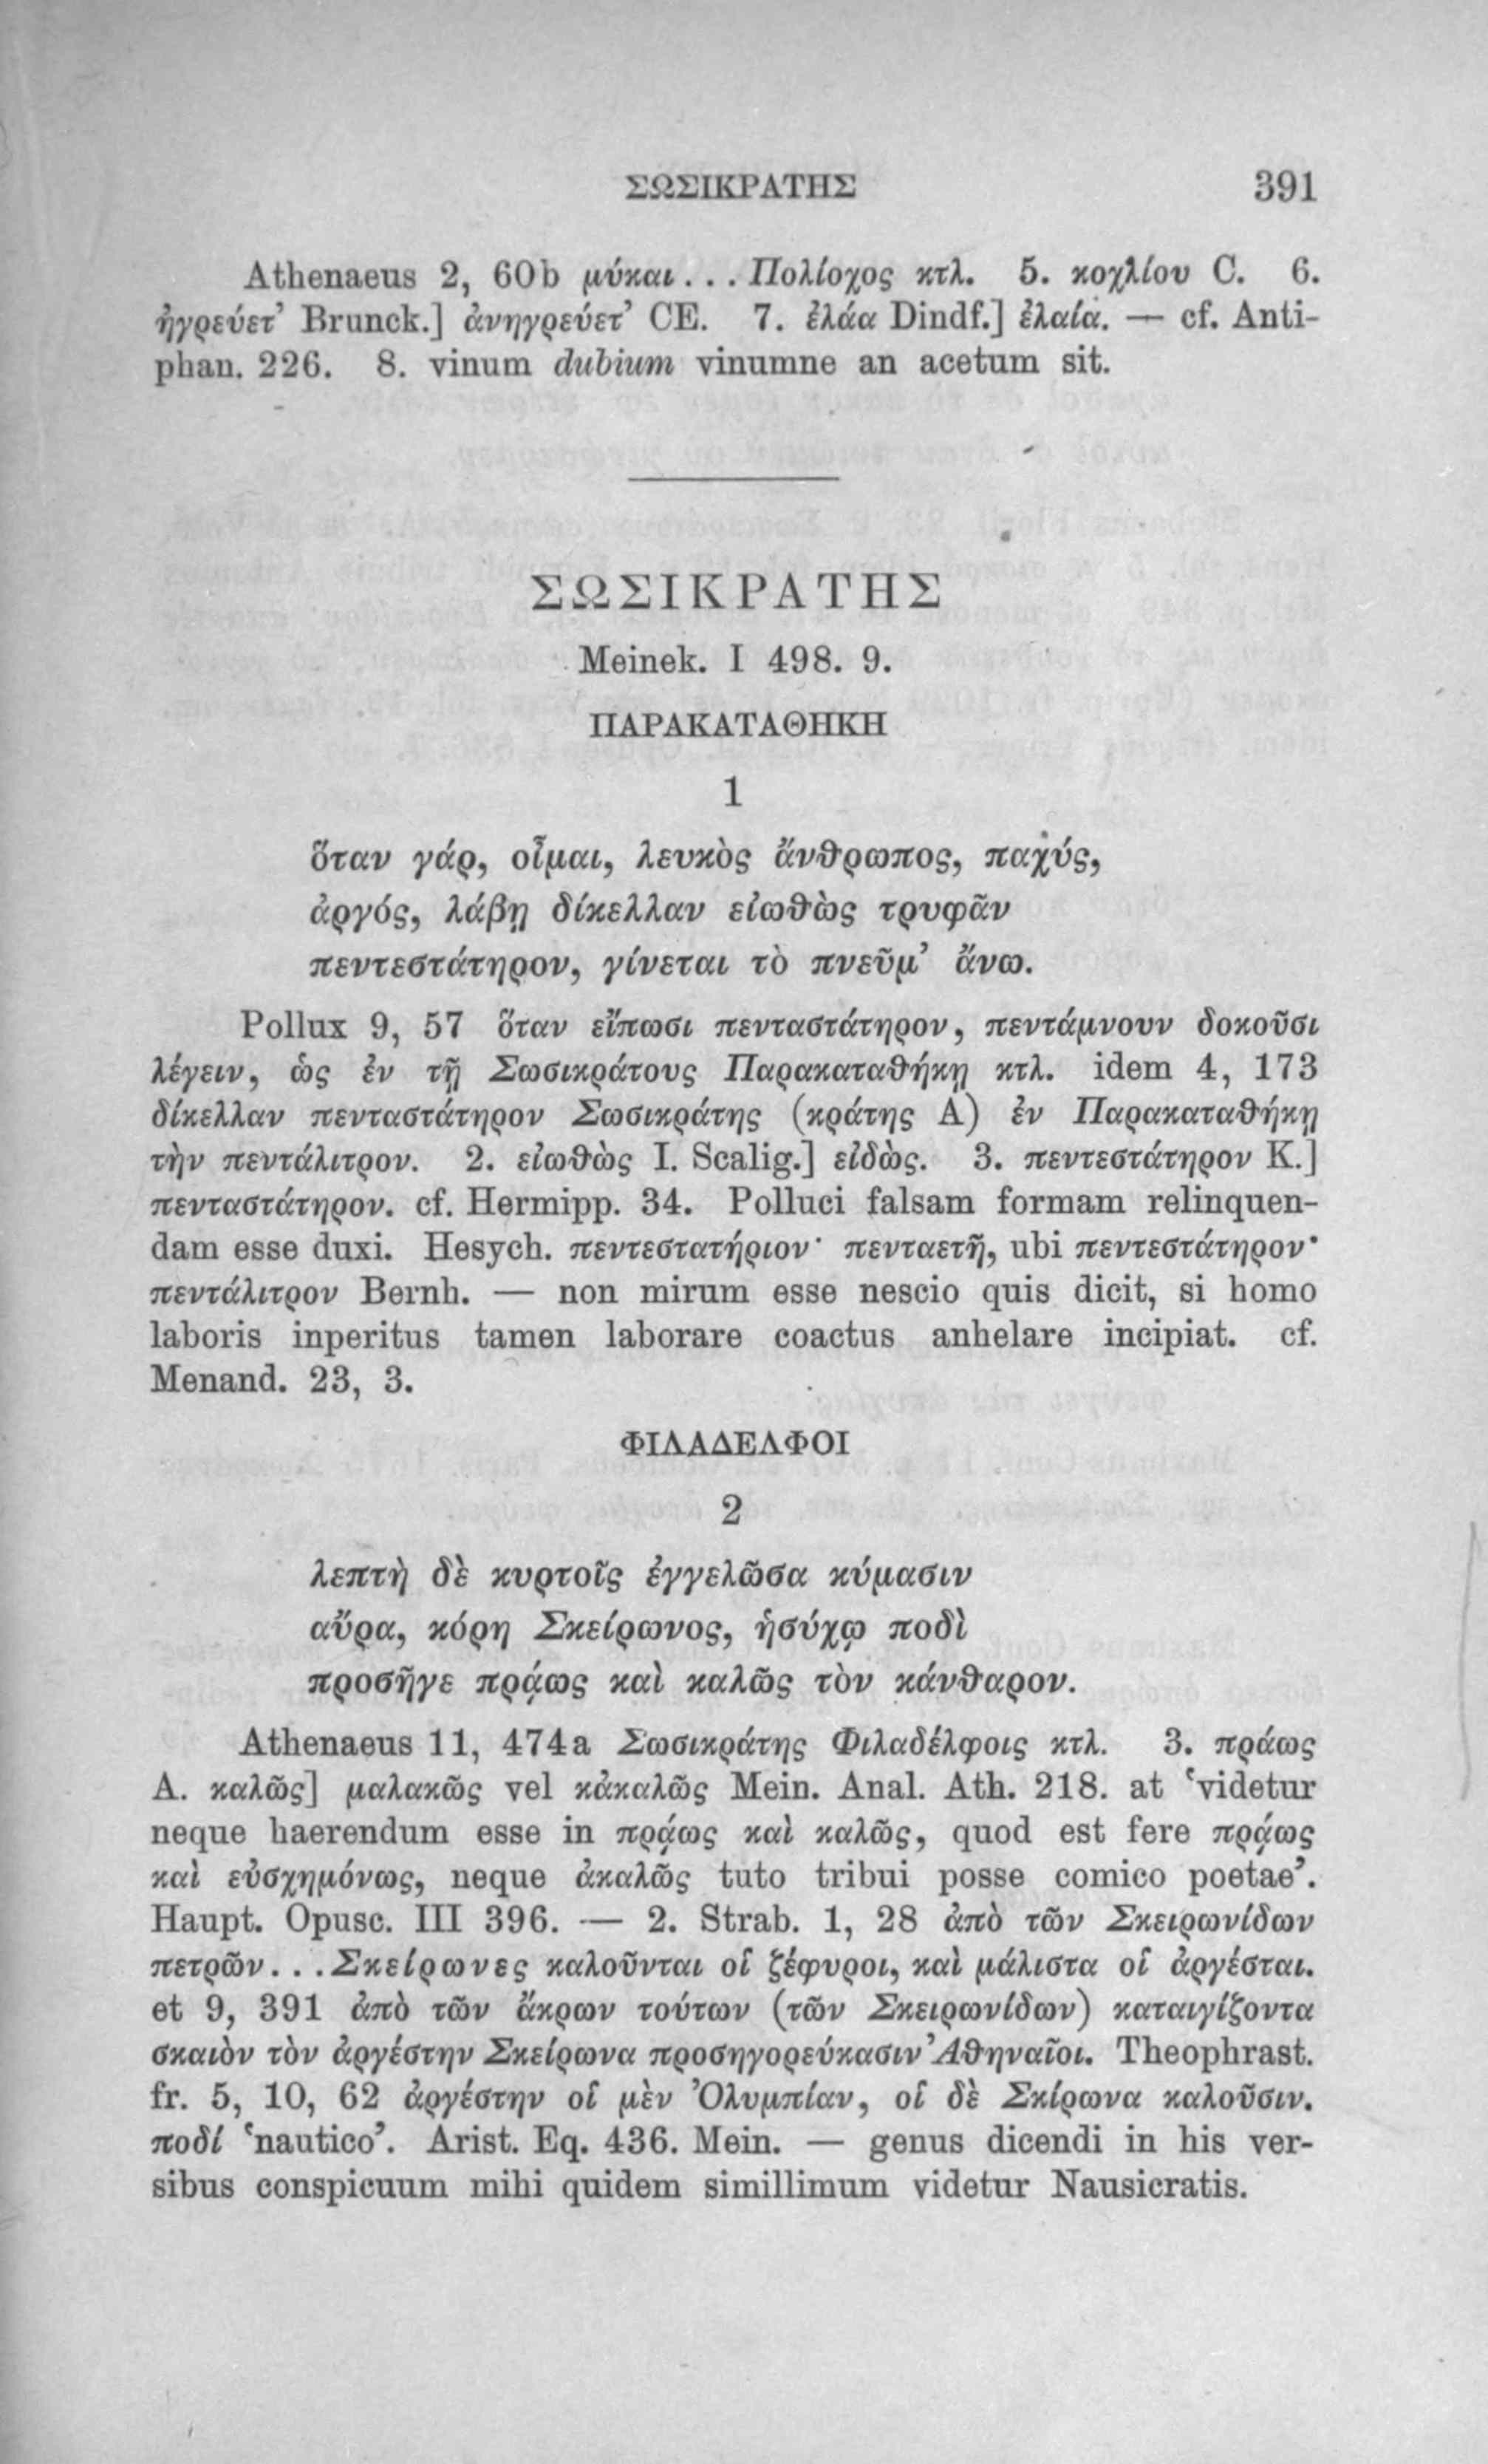 ΣΩΣΙΚΡΑΤΗΣ 391
Athenaeus 2, 60b μύκαι... Πολίοχος κτλ. 5. κοχλίου C. 6.
ἠγρεύετ’ Brunck.] ἀνηγρεύετ’ CE. 7. ἐλάα Dindf.] ἐλαία. — cf. Anti-
phan. 226. 8. vinum dubium vinumne an acetum sit.
ΣΩΣΙΚΡΑΤΗΣ
Meinek. I 498. 9.
ΠΑΡΑΚΑΤΑΘΗΚΗ
1
ὅταν γάρ, οἶμαι, λευκὸς ἄνθρωπος, παχύς,
ἀργός, λάβῃ δίκελλαν εἰωθὼς τρυφᾶν
πεντεστάτηρον, γίνεται τὸ πνεῦμ’ ἄνω.
Pollux 9, 57 ὅταν εἴπωσι πενταστάτηρον, πεντάμνουν δοκοῦσι
λέγειν, ὡς ἐν τῇ Σωσικράτους Παρακαταθήκῃ κτλ. idem 4, 173
δίκελλαν πενταστάτηρον Σωσικράτης (κράτης A) ἐν Παρακαταθήκῃ
τὴν πεντάλιτρον. 2. εἰωθὼς I. Scalig.] εἰδὼς. 3. πεντεστάτηρον K.]
πενταστάτηρον. cf. Hermipp. 34. Polluci falsam formam relinquen-
dam esse duxi. Hesych. πεντεστατήριον· πενταετῆ, ubi πεντεστάτηρον·
πεντάλιτρον Bernh. — non mirum esse nescio quis dicit, si homo
laboris inperitus tamen laborare coactus anhelare incipiat. cf.
Menand. 23, 3.
ΦΙΛΑΔΕΛΦΟΙ
2
λεπτὴ δὲ κυρτοῖς ἐγγελῶσα κύμασιν
αὔρα, κόρη Σκείρωνος, ἡσύχῳ ποδὶ
προσῆγε πρᾴως καὶ καλῶς τὸν κάνθαρον.
Athenaeus 11, 474a Σωσικράτης Φιλαδέλφοις κτλ. 3. πράως
A. καλῶς] μαλακῶς vel κἀκαλῶς Mein. Anal. Ath. 218. at ‘videtur
neque haerendum esse in πρᾴως καὶ καλῶς, quod est fere πρᾴως
καὶ εὐσχημόνως, neque ἀκαλῶς tuto tribui posse comico poetae’.
Haupt. Opusc. III 396. — 2. Strab. 1, 28 ἀπὸ τῶν Σκειρωνίδων
πετρῶν... Σκείρωνες καλοῦνται οἱ ζέφυροι, καὶ μάλιστα οἱ ἀργέσται.
et 9, 391 ἀπὸ τῶν ἄκρων τούτων (τῶν Σκειρωνίδων) καταιγίζοντα
σκαιὸν τὸν ἀργέστην Σκείρωνα προσηγορεύκασιν Ἀθηναῖοι. Theophrast.
fr. 5, 10, 62 ἀργέστην οἱ μὲν Ὀλυμπίαν, οἱ δὲ Σκίρωνα καλοῦσιν.
ποδί ‘nautico’. Arist. Eq. 436. Mein. — genus dicendi in his ver-
sibus conspicuum mihi quidem simillimum videtur Nausicratis.